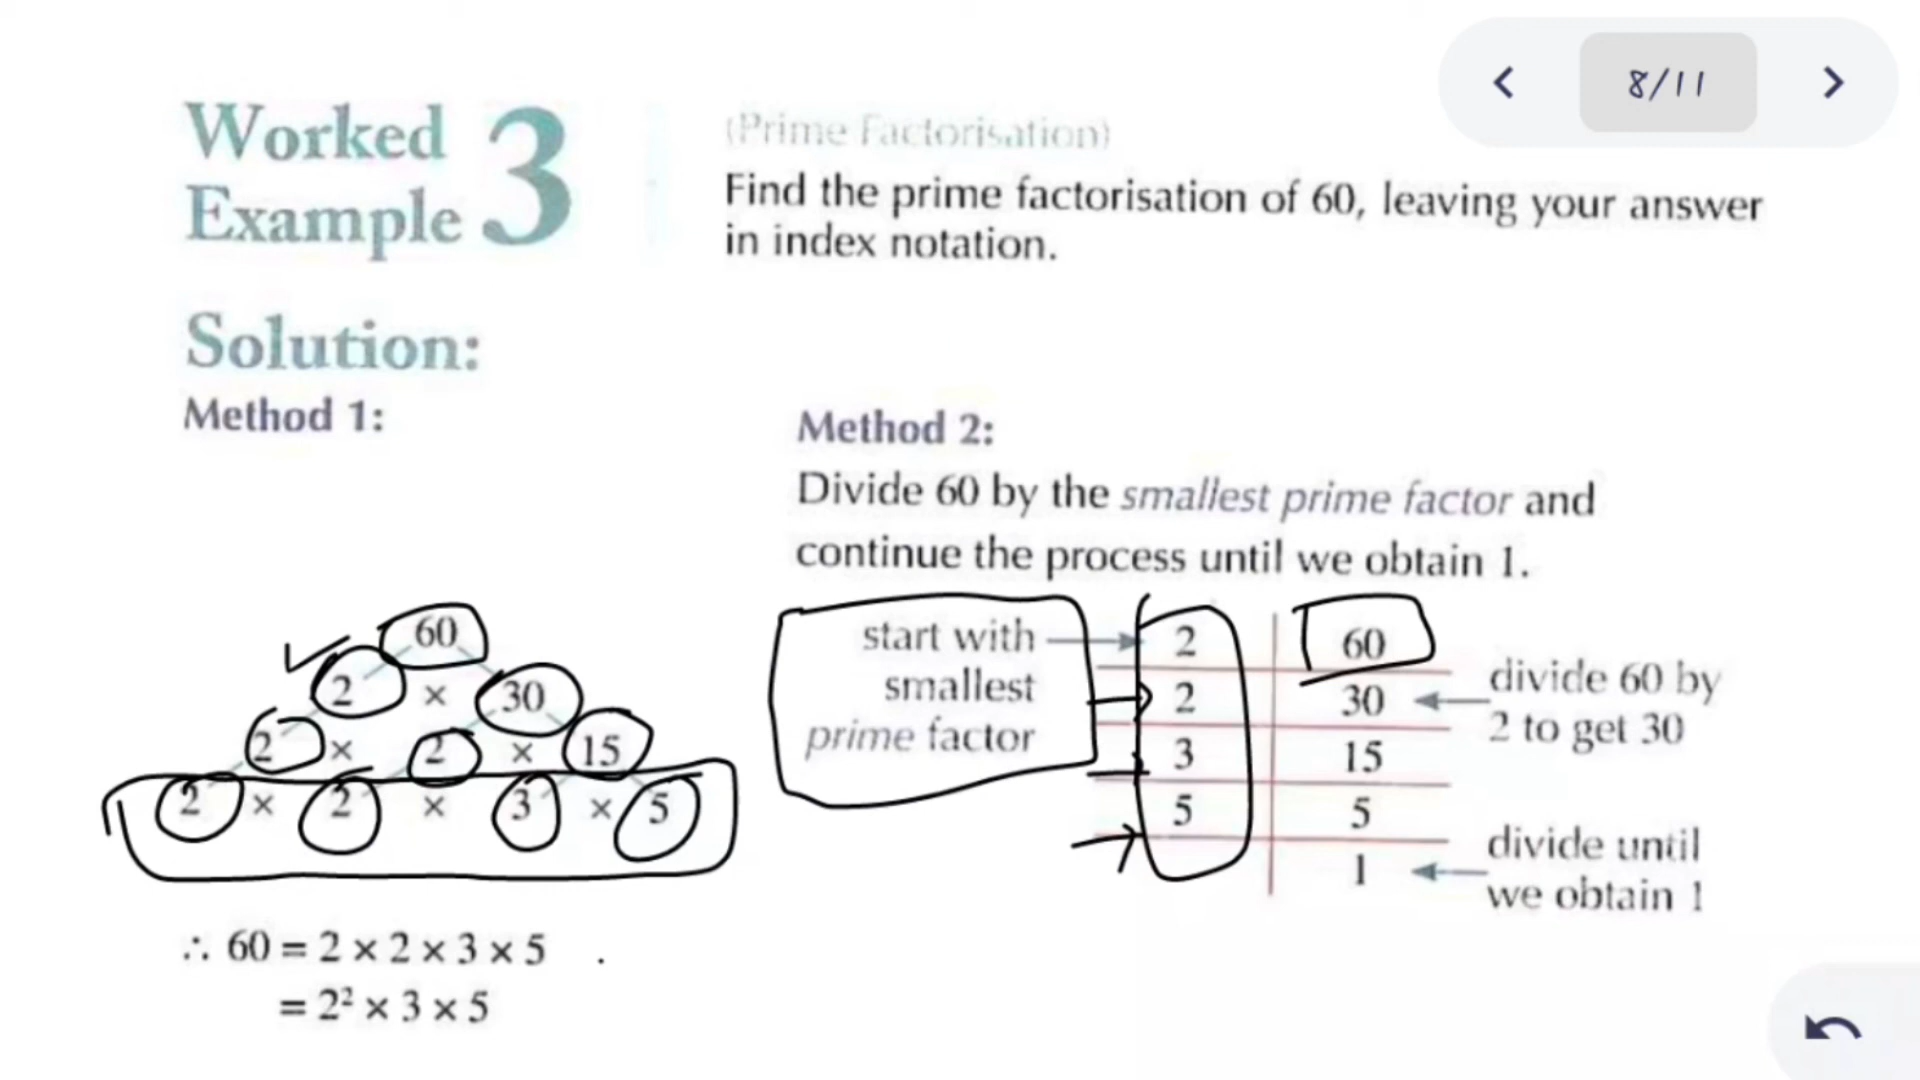 8/11
Worked
Example 3
(Prime Factorisation)
Find the prime factorisation of 60, leaving your answer
in index notation.
Solution:
Method 1:
60
2 × 30
2 × 2 × 15
2 × 2 × 3 × 5
∴ 60 = 2 × 2 × 3 × 5 .
= 2² × 3 × 5
Method 2:
Divide 60 by the smallest prime factor and
continue the process until we obtain 1.
start with
smallest
prime factor
2 60
2 30
3 15
5 5
1
divide 60 by
2 to get 30
divide until
we obtain 1